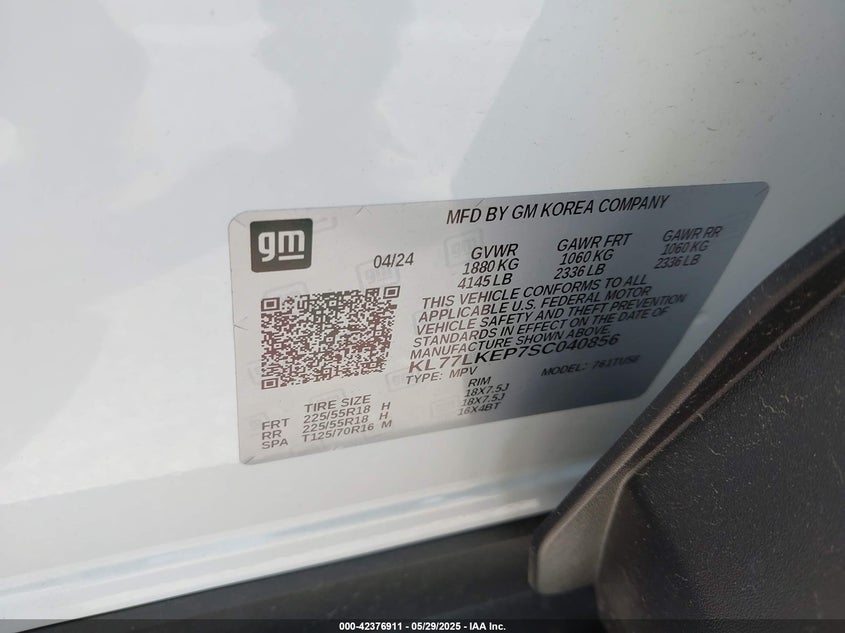 MFD BY GM KOREA COMPANY
gm
04/24
GVWR GAWR FRT GAWR RR
1880 KG 1060 KG 1060 KG
4145 LB 2336 LB 2336 LB
THIS VEHICLE CONFORMS TO ALL
APPLICABLE U.S. FEDERAL MOTOR
VEHICLE SAFETY AND THEFT PREVENTION
STANDARDS IN EFFECT ON THE DATE OF
MANUFACTURE SHOWN ABOVE.
KL77LKEP7SC040856
TYPE: MPV MODEL: 761TUS8
TIRE SIZE RIM
FRT 225/55R18 H 18X7.5J
RR 225/55R18 H 18X7.5J
SPA T125/70R16 M 16X4BT
000-42376911 - 05/29/2025 - IAA Inc.